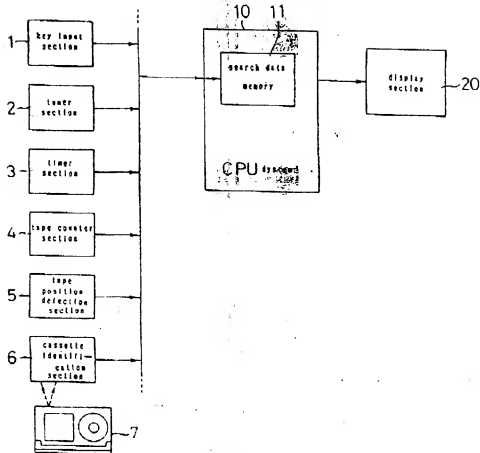 1
key input
section
2
tuner
section
3
timer
section
4
tape counter
section
5
tape
position
detection
section
6
cassette
identifi-
cation
section
7
10
11
search data
memory
CPU
display
section
20